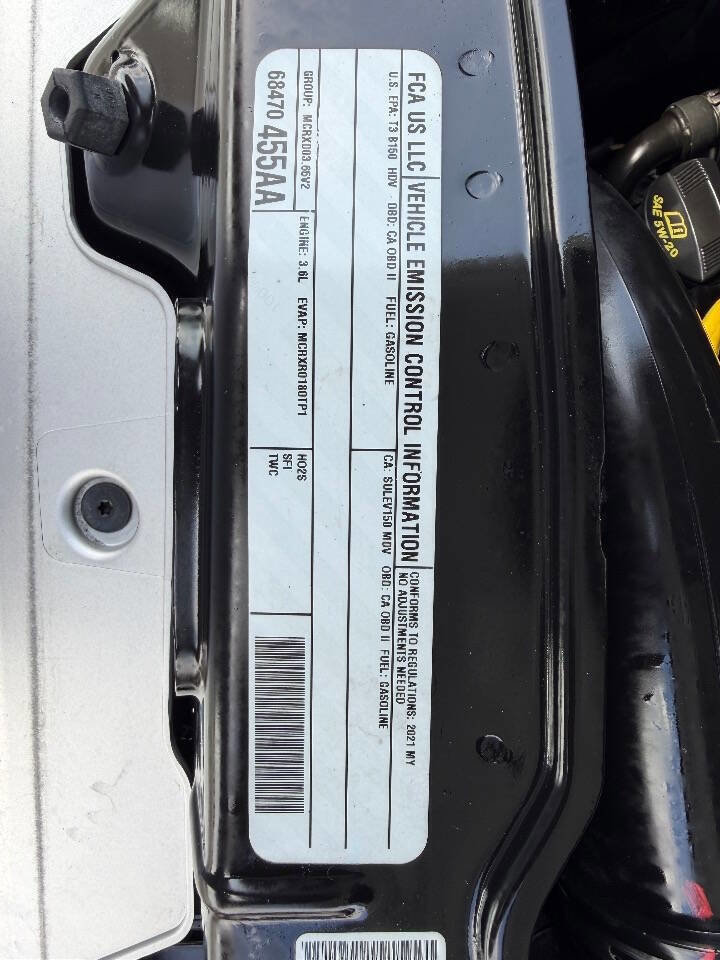 FCA US LLC VEHICLE EMISSION CONTROL INFORMATION
CONFORMS TO REGULATIONS: 2021 MY
NO ADJUSTMENTS NEEDED
U.S. EPA: T3 B150 HDV OBD: CA OBD II FUEL: GASOLINE
CA: SULEV150 MDV OBD: CA OBD II FUEL: GASOLINE
GROUP: MCRXD03.65V2 ENGINE: 3.6L EVAP: MCRXR0180TP1
HO2S
SFI
TWC
68470 455AA
SAE 5W-20